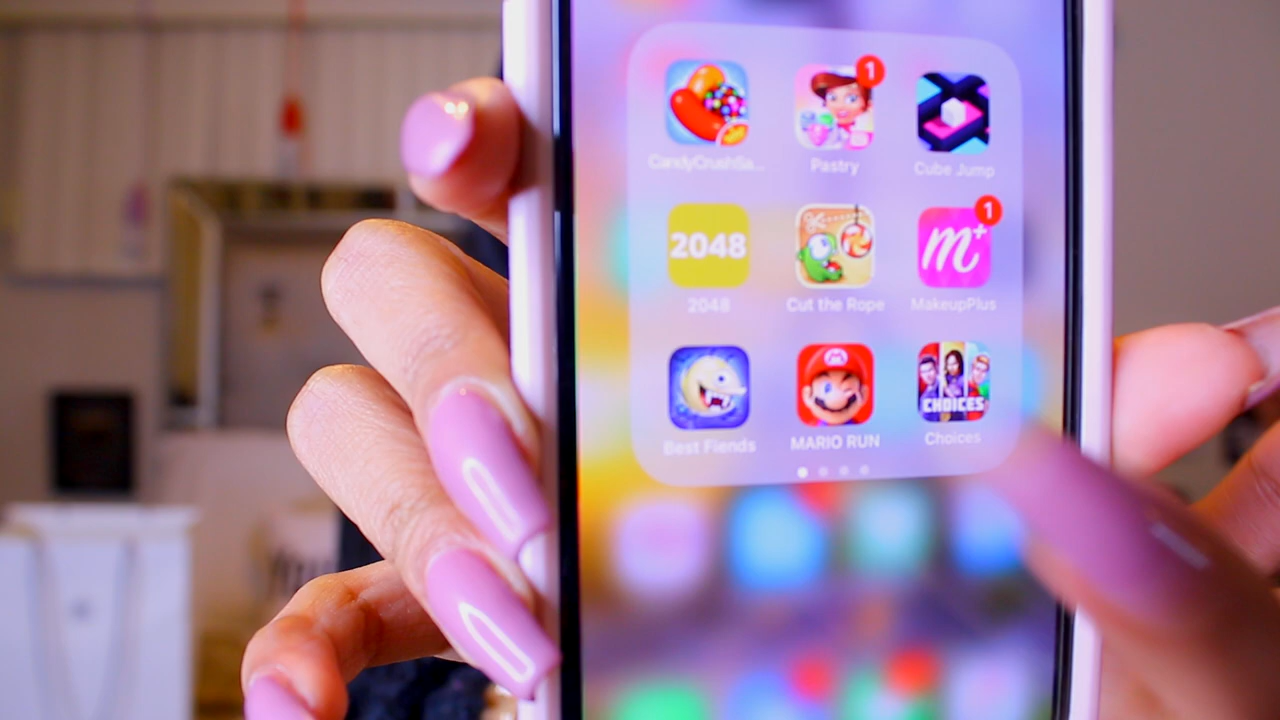 1
CandyCrushSa...
Pastry
Cube Jump
2048
m+
1
2048
Cut the Rope
MakeupPlus
M
CHOICES
Best Fiends
MARIO RUN
Choices